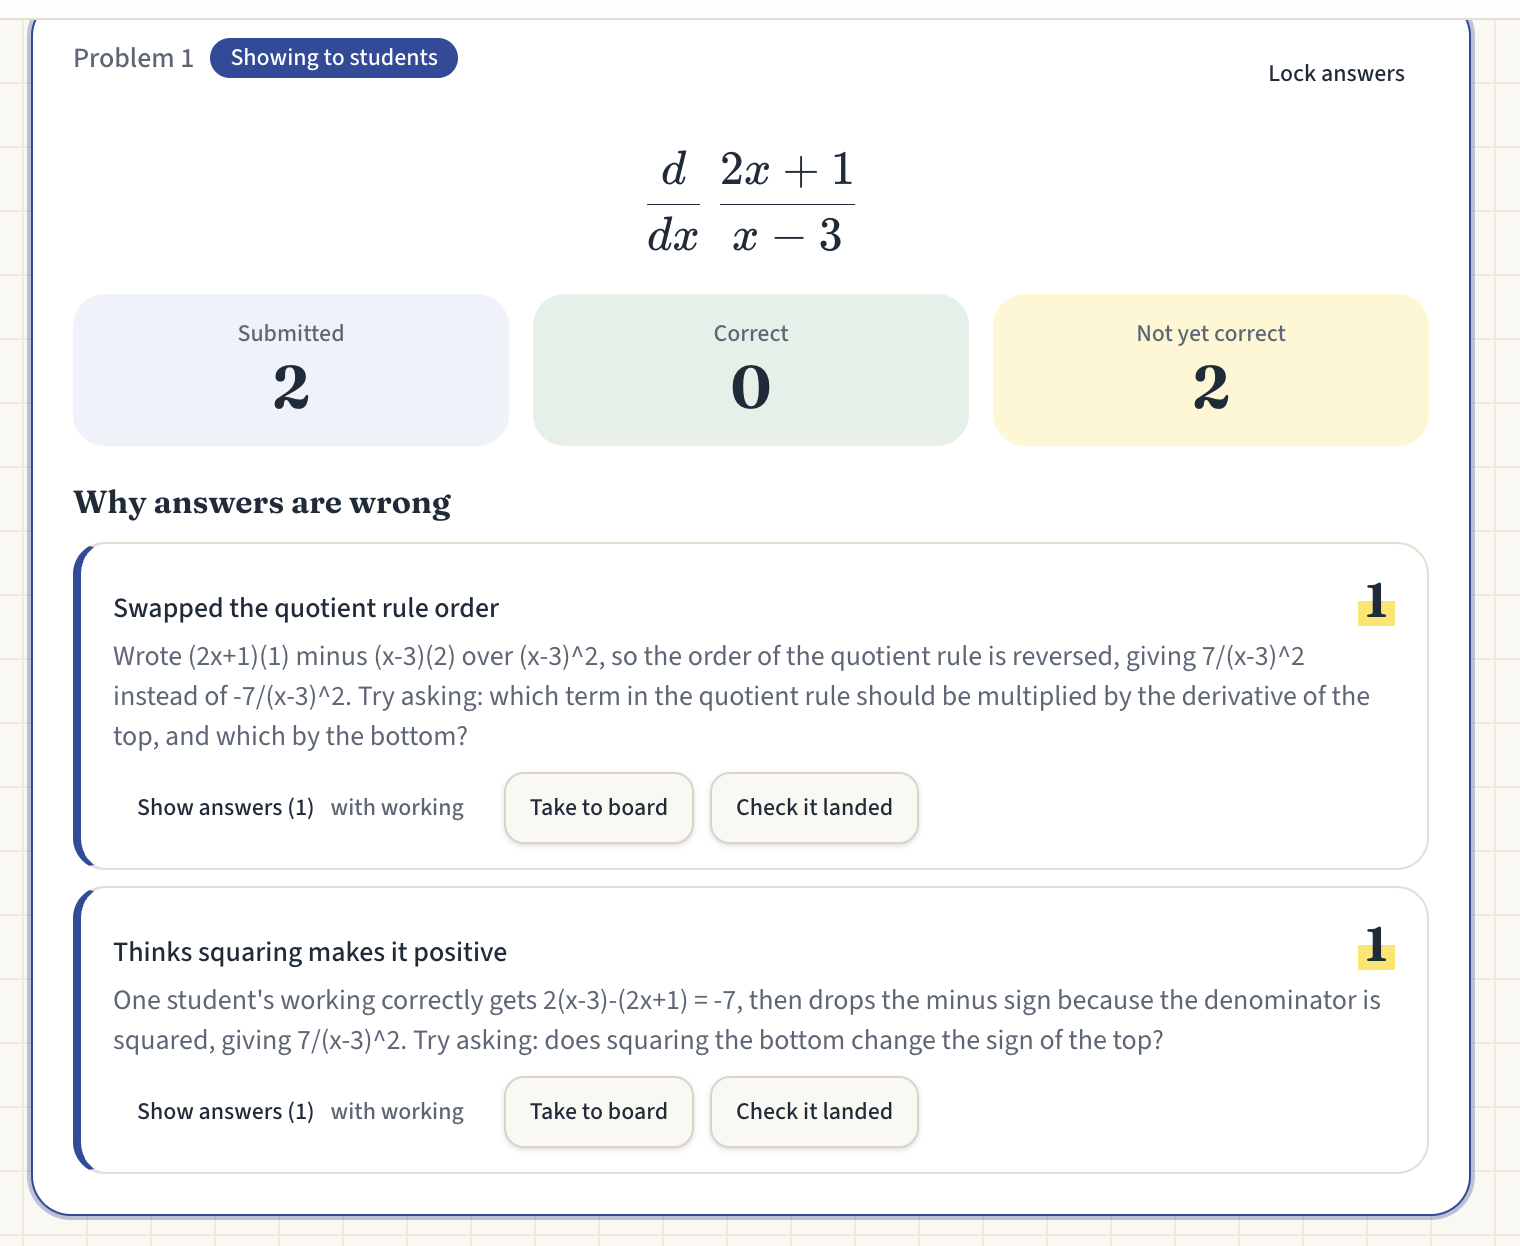 Problem 1 Showing to students
Lock answers
d 2x + 1
dx x − 3
Submitted Correct Not yet correct
2 0 2
Why answers are wrong
Swapped the quotient rule order 1
Wrote (2x+1)(1) minus (x-3)(2) over (x-3)^2, so the order of the quotient rule is reversed, giving 7/(x-3)^2
instead of -7/(x-3)^2. Try asking: which term in the quotient rule should be multiplied by the derivative of the
top, and which by the bottom?
Show answers (1) with working Take to board Check it landed
Thinks squaring makes it positive 1
One student's working correctly gets 2(x-3)-(2x+1) = -7, then drops the minus sign because the denominator is
squared, giving 7/(x-3)^2. Try asking: does squaring the bottom change the sign of the top?
Show answers (1) with working Take to board Check it landed